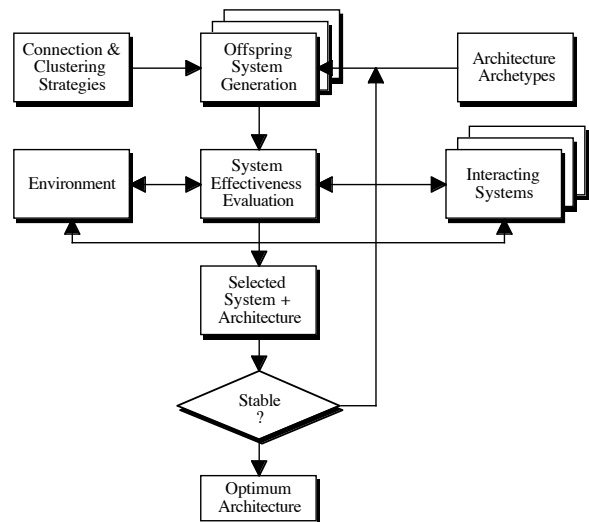 Connection &
Clustering
Strategies
Offspring
System
Generation
Architecture
Archetypes
Environment
System
Effectiveness
Evaluation
Interacting
Systems
Selected
System +
Architecture
Stable
?
Optimum
Architecture